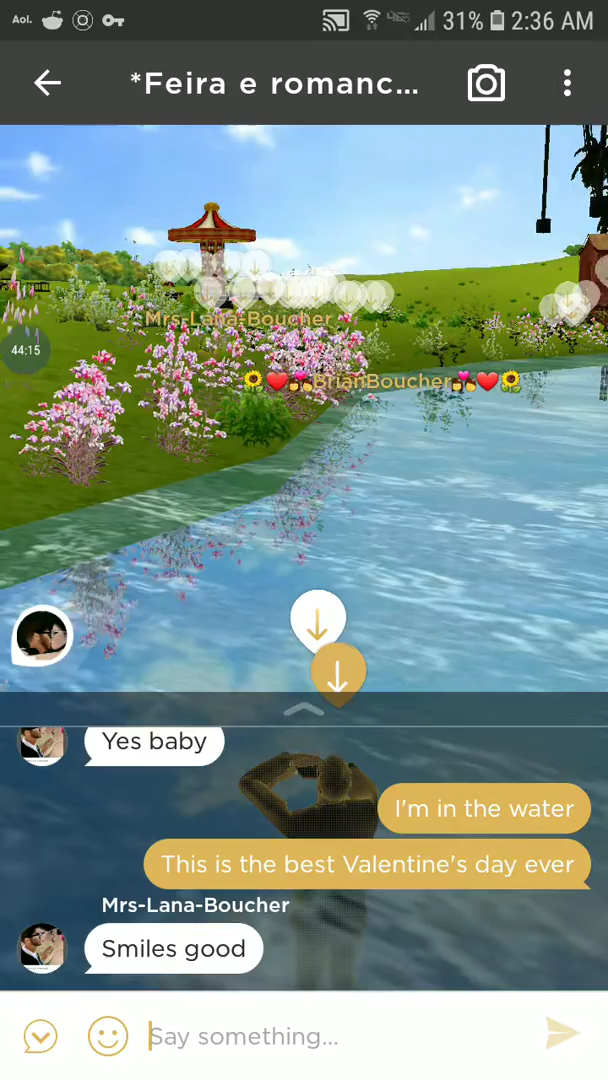 Aol. 31% 2:36 AM
*Feira e romanc...
Mrs-Lana-Boucher
44:15
🌻❤️💏BrianBoucher💏❤️🌻
Yes baby
I'm in the water
This is the best Valentine's day ever
Mrs-Lana-Boucher
Smiles good
Say something...